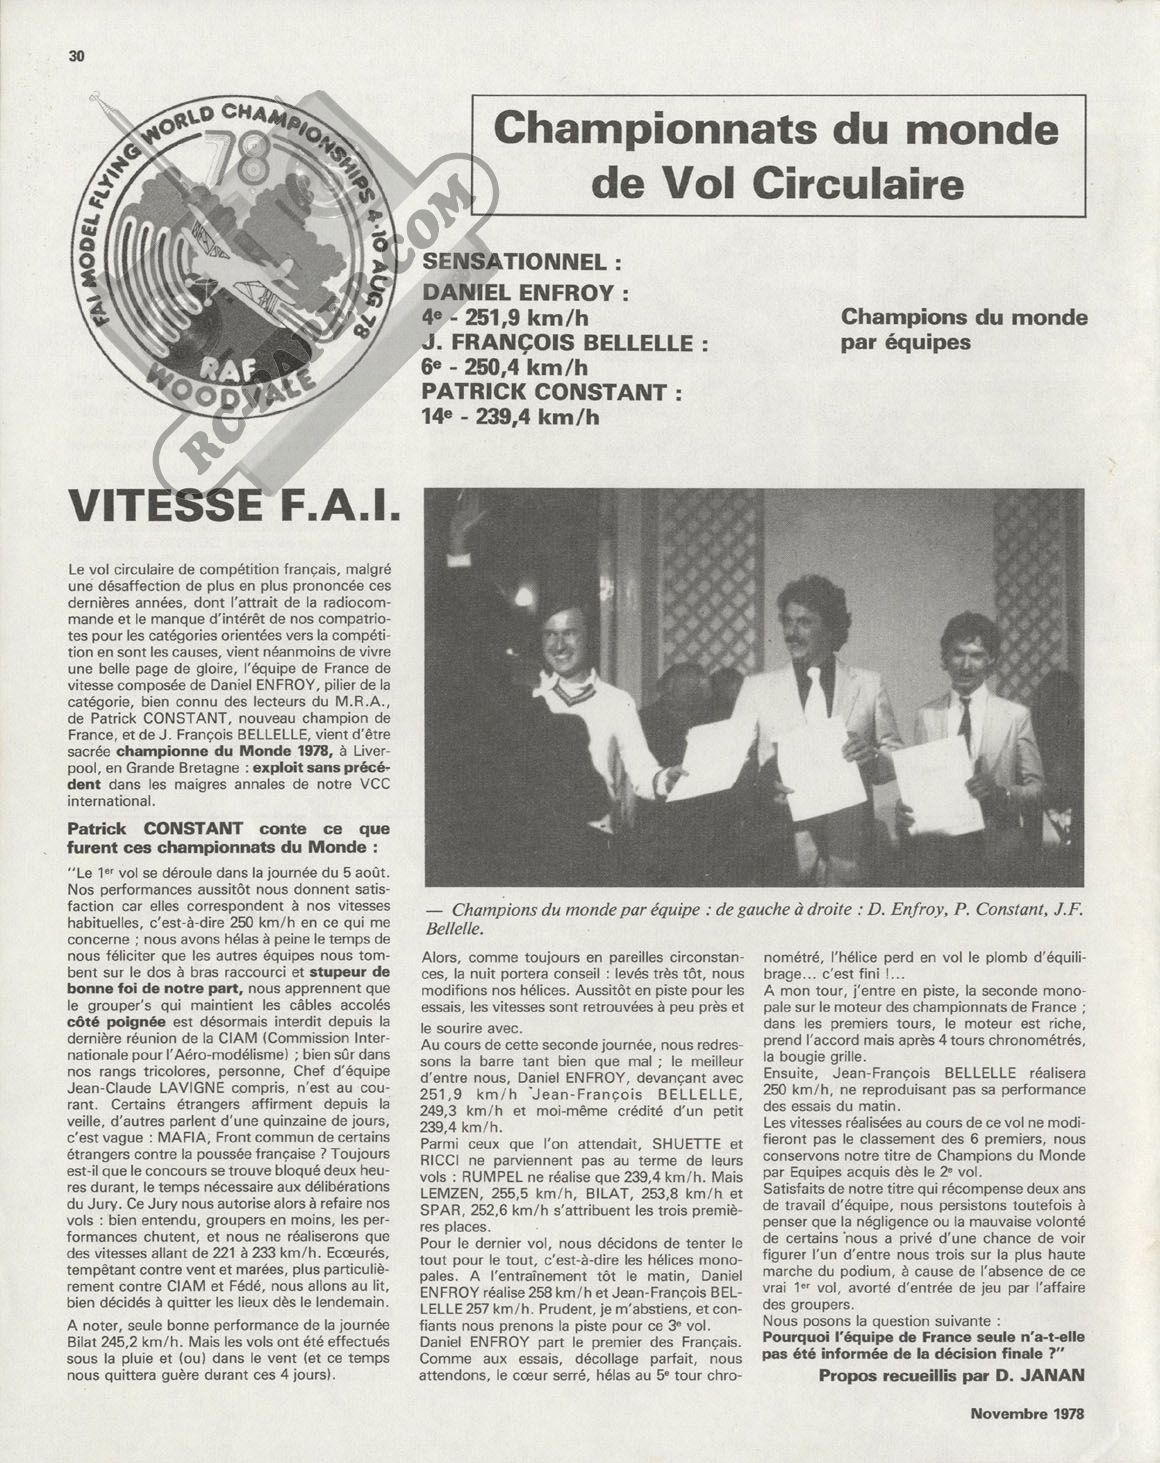 30
FAI MODEL FLYING WORLD CHAMPIONSHIPS 4-10 AUG 78
78
RAF
WOODVALE
Championnats du monde
de Vol Circulaire
SENSATIONNEL :
DANIEL ENFROY :
4e - 251,9 km/h
J. FRANÇOIS BELLELLE :
6e - 250,4 km/h
PATRICK CONSTANT :
14e - 239,4 km/h
Champions du monde
par équipes
VITESSE F.A.I.
Le vol circulaire de compétition français, malgré
une désaffection de plus en plus prononcée ces
dernières années, dont l'attrait de la radiocom-
mande et le manque d'intérêt de nos compatrio-
tes pour les catégories orientées vers la compéti-
tion en sont les causes, vient néanmoins de vivre
une belle page de gloire, l'équipe de France de
vitesse composée de Daniel ENFROY, pilier de la
catégorie, bien connu des lecteurs du M.R.A.,
de Patrick CONSTANT, nouveau champion de
France, et de J. François BELLELLE, vient d'être
sacrée championne du Monde 1978, à Liver-
pool, en Grande Bretagne : exploit sans précé-
dent dans les maigres annales de notre VCC
international.
Patrick CONSTANT conte ce que
furent ces championnats du Monde :
"Le 1er vol se déroule dans la journée du 5 août.
Nos performances aussitôt nous donnent satis-
faction car elles correspondent à nos vitesses
habituelles, c'est-à-dire 250 km/h en ce qui me
concerne ; nous avons hélas à peine le temps de
nous féliciter que les autres équipes nous tom-
bent sur le dos à bras raccourci et stupeur de
bonne foi de notre part, nous apprenons que
le grouper's qui maintient les câbles accolés
côté poignée est désormais interdit depuis la
dernière réunion de la CIAM (Commission Inter-
nationale pour l'Aéro-modélisme) ; bien sûr dans
nos rangs tricolores, personne, Chef d'équipe
Jean-Claude LAVIGNE compris, n'est au cou-
rant. Certains étrangers affirment depuis la
veille, d'autres parlent d'une quinzaine de jours,
c'est vague : MAFIA, Front commun de certains
étrangers contre la poussée française ? Toujours
est-il que le concours se trouve bloqué deux heu-
res durant, le temps nécessaire aux délibérations
du Jury. Ce Jury nous autorise alors à refaire nos
vols : bien entendu, groupers en moins, les per-
formances chutent, et nous ne réaliserons que
des vitesses allant de 221 à 233 km/h. Ecœurés,
tempêtant contre vent et marées, plus particuliè-
rement contre CIAM et Fédé, nous allons au lit,
bien décidés à quitter les lieux dès le lendemain.
A noter, seule bonne performance de la journée
Bilat 245,2 km/h. Mais les vols ont été effectués
sous la pluie et (ou) dans le vent (et ce temps
nous quittera guère durant ces 4 jours).
— Champions du monde par équipe : de gauche à droite : D. Enfroy, P. Constant, J.F.
Bellelle.
Alors, comme toujours en pareilles circonstan-
ces, la nuit portera conseil : levés très tôt, nous
modifions nos hélices. Aussitôt en piste pour les
essais, les vitesses sont retrouvées à peu près et
le sourire avec.
Au cours de cette seconde journée, nous redres-
sons la barre tant bien que mal ; le meilleur
d'entre nous, Daniel ENFROY, devançant avec
251,9 km/h Jean-François BELLELLE,
249,3 km/h et moi-même crédité d'un petit
239,4 km/h.
Parmi ceux que l'on attendait, SHUETTE et
RICCI ne parviennent pas au terme de leurs
vols : RUMPEL ne réalise que 239,4 km/h. Mais
LEMZEN, 255,5 km/h, BILAT, 253,8 km/h et
SPAR, 252,6 km/h s'attribuent les trois premiè-
res places.
Pour le dernier vol, nous décidons de tenter le
tout pour le tout, c'est-à-dire les hélices mono-
pales. A l'entraînement tôt le matin, Daniel
ENFROY réalise 258 km/h et Jean-François BEL-
LELLE 257 km/h. Prudent, je m'abstiens, et con-
fiants nous prenons la piste pour ce 3e vol.
Daniel ENFROY part le premier des Français.
Comme aux essais, décollage parfait, nous
attendons, le cœur serré, hélas au 5e tour chro-
nométré, l'hélice perd en vol le plomb d'équili-
brage... c'est fini !...
A mon tour, j'entre en piste, la seconde mono-
pale sur le moteur des championnats de France ;
dans les premiers tours, le moteur est riche,
prend l'accord mais après 4 tours chronométrés,
la bougie grille.
Ensuite, Jean-François BELLELLE réalisera
250 km/h, ne reproduisant pas sa performance
des essais du matin.
Les vitesses réalisées au cours de ce vol ne modi-
fieront pas le classement des 6 premiers, nous
conservons notre titre de Champions du Monde
par Equipes acquis dès le 2e vol.
Satisfaits de notre titre qui récompense deux ans
de travail d'équipe, nous persistons toutefois à
penser que la négligence ou la mauvaise volonté
de certains nous a privé d'une chance de voir
figurer l'un d'entre nous trois sur la plus haute
marche du podium, à cause de l'absence de ce
vrai 1er vol, avorté d'entrée de jeu par l'affaire
des groupers.
Nous posons la question suivante :
Pourquoi l'équipe de France seule n'a-t-elle
pas été informée de la décision finale ?"
Propos recueillis par D. JANAN
Novembre 1978